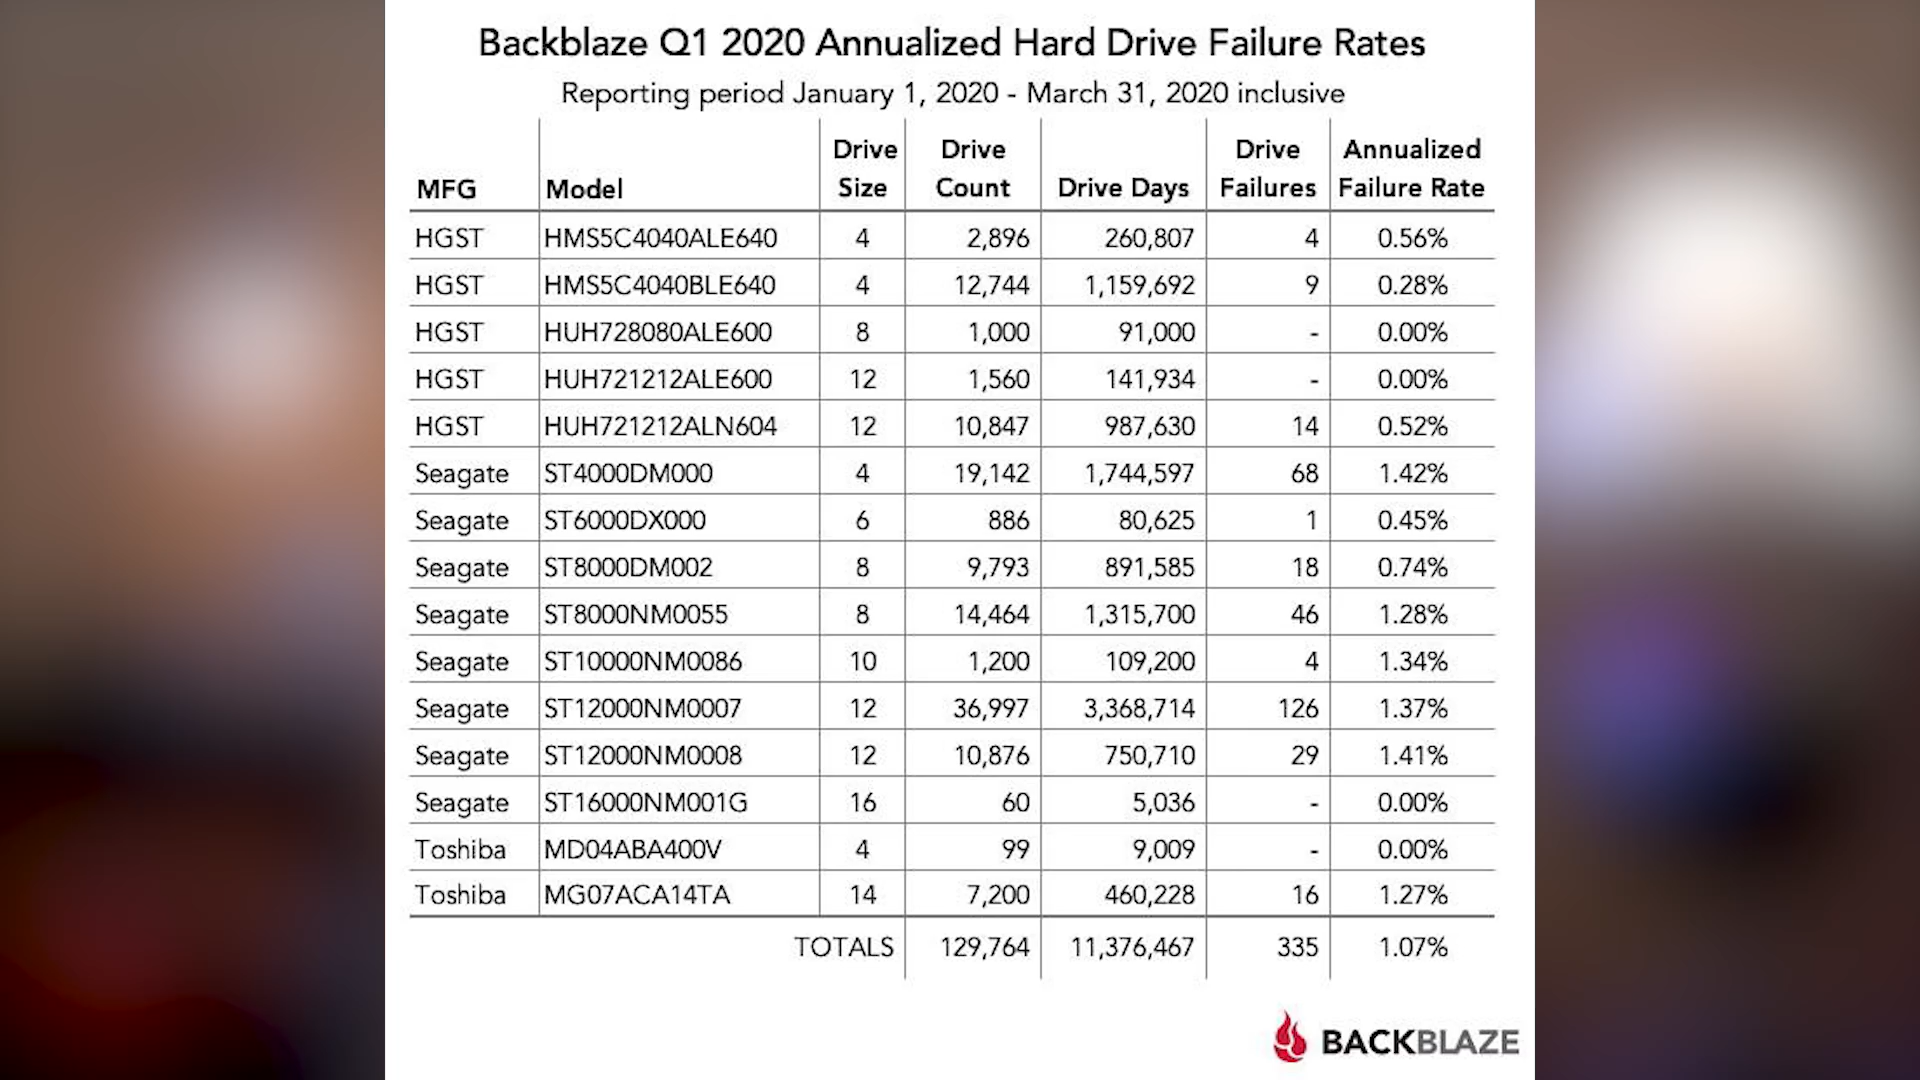 Backblaze Q1 2020 Annualized Hard Drive Failure Rates
Reporting period January 1, 2020 - March 31, 2020 inclusive
MFG Model Drive Size Drive Count Drive Days Drive Failures Annualized Failure Rate
HGST HMS5C4040ALE640 4 2,896 260,807 4 0.56%
HGST HMS5C4040BLE640 4 12,744 1,159,692 9 0.28%
HGST HUH728080ALE600 8 1,000 91,000 - 0.00%
HGST HUH721212ALE600 12 1,560 141,934 - 0.00%
HGST HUH721212ALN604 12 10,847 987,630 14 0.52%
Seagate ST4000DM000 4 19,142 1,744,597 68 1.42%
Seagate ST6000DX000 6 886 80,625 1 0.45%
Seagate ST8000DM002 8 9,793 891,585 18 0.74%
Seagate ST8000NM0055 8 14,464 1,315,700 46 1.28%
Seagate ST10000NM0086 10 1,200 109,200 4 1.34%
Seagate ST12000NM0007 12 36,997 3,368,714 126 1.37%
Seagate ST12000NM0008 12 10,876 750,710 29 1.41%
Seagate ST16000NM001G 16 60 5,036 - 0.00%
Toshiba MD04ABA400V 4 99 9,009 - 0.00%
Toshiba MG07ACA14TA 14 7,200 460,228 16 1.27%
TOTALS 129,764 11,376,467 335 1.07%
BACKBLAZE